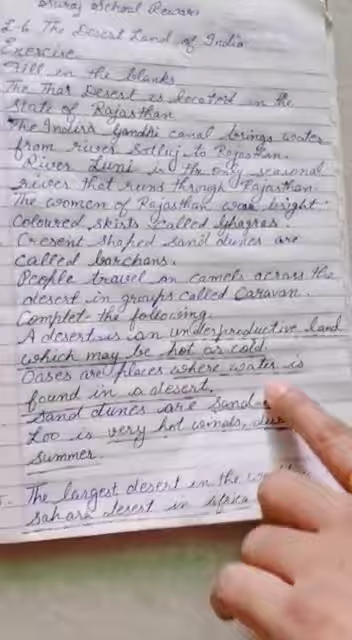 Suraj School Rewari
L-6 The Desert Land of India
Exercise
Fill in the blanks
The Thar Desert is located in the
state of Rajasthan
The Indira Gandhi canal brings water
from river Satluj to Rajasthan.
River Luni is the only seasonal
river that runs through Rajasthan.
The women of Rajasthan wear bright
Coloured skirts called Ghagras.
Cresent shaped sand dunes are
called barchans.
People travel on camels across the
desert in groups called Caravan.
Complete the following.
A desert is an underproductive land
which may be hot or cold.
Oases are places where water is
found in a desert.
Sand dunes are sand
Loo is very hot winds,
summer.
The largest desert in the
Sahara desert in Africa